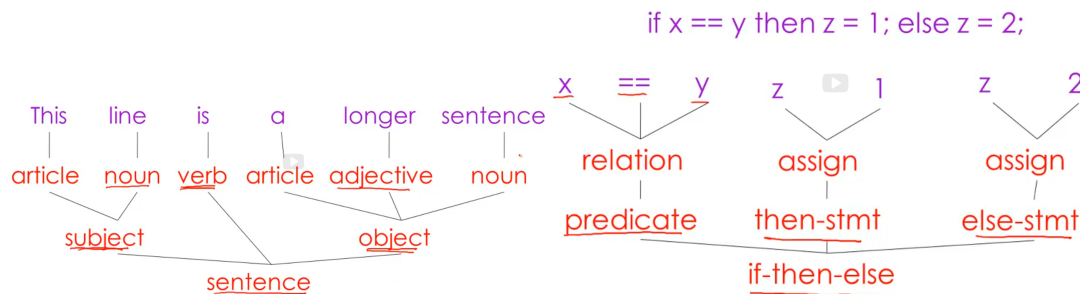 This line is a longer sentence
article noun verb article adjective noun
subject object
sentence
if x == y then z = 1; else z = 2;
x == y z 1 z 2
relation assign assign
predicate then-stmt else-stmt
if-then-else